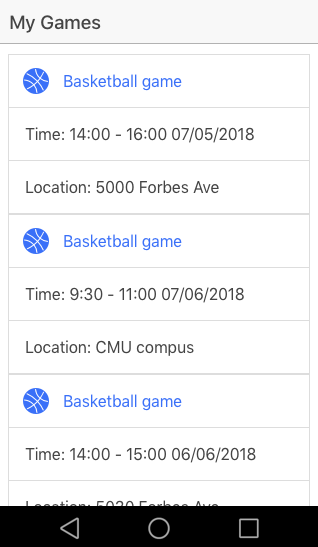 My Games
Basketball game
Time: 14:00 - 16:00 07/05/2018
Location: 5000 Forbes Ave
Basketball game
Time: 9:30 - 11:00 07/06/2018
Location: CMU compus
Basketball game
Time: 14:00 - 15:00 06/06/2018
Location: 5030 Forbes Ave